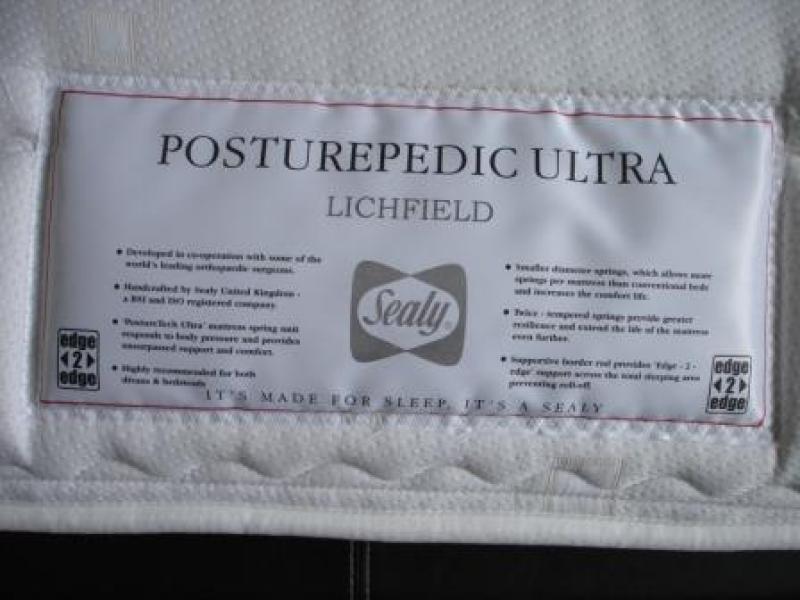 POSTUREPEDIC ULTRA
LICHFIELD
• Developed in co-operation with some of the
world's leading orthopaedic surgeons.
• Handcrafted by Sealy United Kingdom -
a BSI and ISO registered company.
• 'PostureTech Ultra' mattress spring unit
responds to body pressure and provides
unsurpassed support and comfort.
• Highly recommended for both
divans & bedsteads
Sealy®
• Smaller diameter springs, which allows more
springs per mattress than conventional beds
and increases the comfort life.
• Twice - tempered springs provide greater
resilience and extend the life of the mattress
even further.
• Supportive border rod provides 'Edge - 2 -
edge' support across the total sleeping area
preventing roll-off
edge
2
edge
edge
2
edge
IT'S MADE FOR SLEEP, IT'S A SEALY